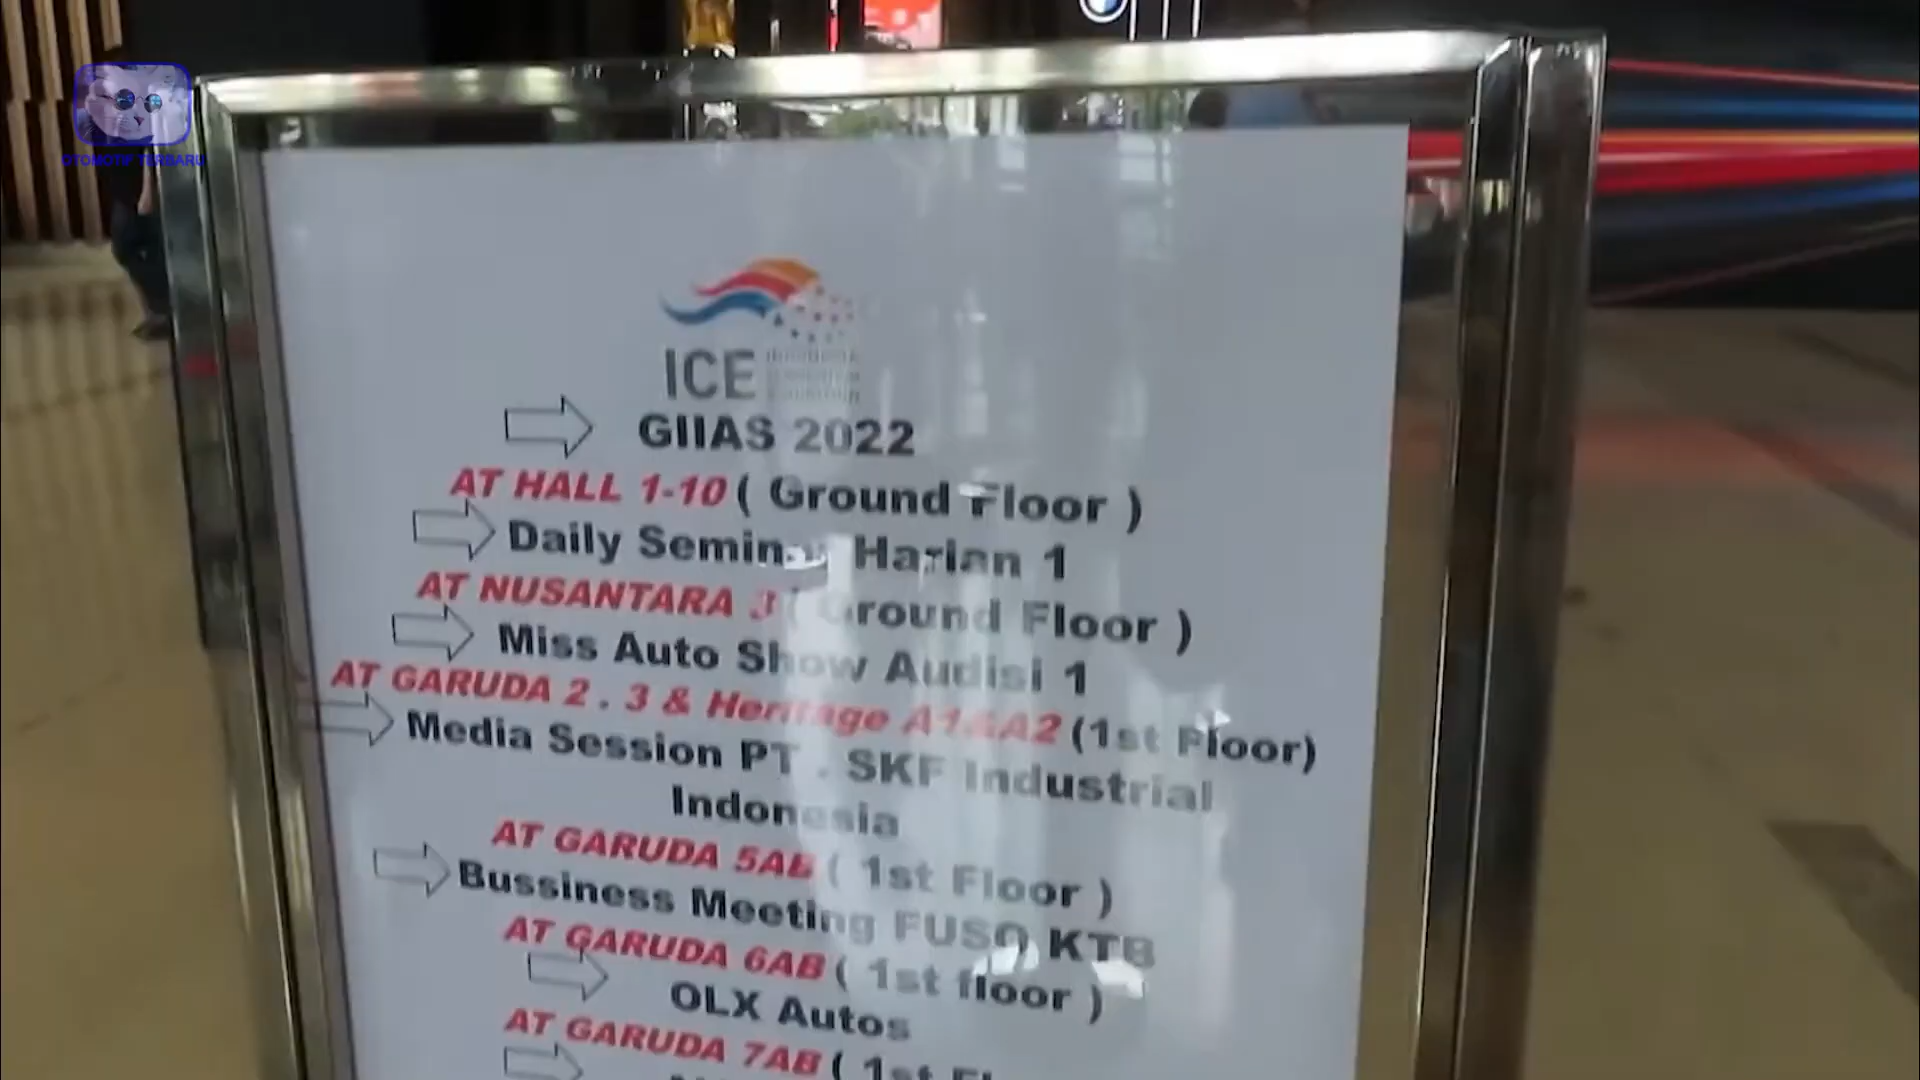 OTOMOTIF TERBARU
ICE
GIIAS 2022
AT HALL 1-10 ( Ground Floor )
Daily Seminar Harian 1
AT NUSANTARA 3 ( Ground Floor )
Miss Auto Show Audisi 1
AT GARUDA 2 . 3 & Heritage A1&A2 (1st Floor)
Media Session PT . SKF Industrial
Indonesia
AT GARUDA 5AB ( 1st Floor )
Bussiness Meeting FUSO KTB
AT GARUDA 6AB ( 1st floor )
OLX Autos
AT GARUDA 7AB ( 1st